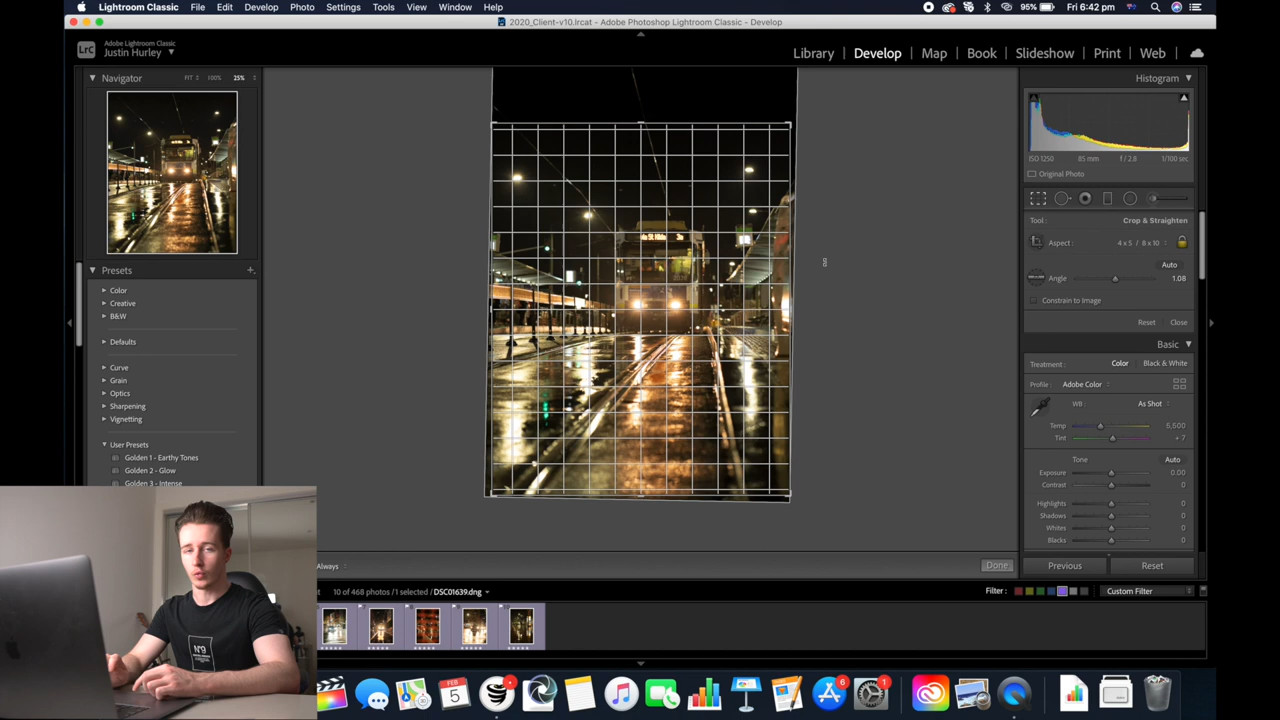 Lightroom Classic File Edit Develop Photo Settings Tools View Window Help 95% Fri 6:42 pm
2020_Client-v10.lrcat - Adobe Photoshop Lightroom Classic - Develop
LrC Adobe Lightroom Classic
Justin Hurley
Library | Develop | Map | Book | Slideshow | Print | Web
Navigator FIT 100% 25%
Histogram
ISO 1250 85 mm f / 2.8 1/100 sec
Original Photo
Tool: Crop & Straighten
Aspect: 4 x 5 / 8 x 10
Auto
Angle 1.08
Constrain to Image
Reset Close
Basic
Treatment: Color Black & White
Profile: Adobe Color
WB: As Shot
Temp 5,600
Tint + 7
Tone Auto
Exposure 0.00
Contrast 0
Highlights 0
Shadows 0
Whites 0
Blacks 0
Previous Reset
Presets +
Color
Creative
B&W
Defaults
Curve
Grain
Optics
Sharpening
Vignetting
User Presets
Golden 1 - Earthy Tones
Golden 2 - Glow
Golden 3 - Intense
Always Done
10 of 468 photos / 1 selected / DSC01639.dng Filter: Custom Filter
Nº9
FEB
5
6
1